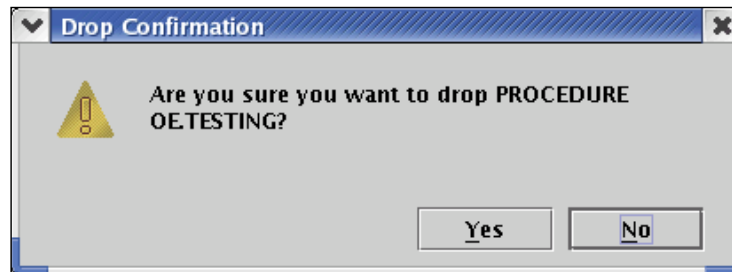 Drop Confirmation
Are you sure you want to drop PROCEDURE
OE.TESTING?
Yes
No